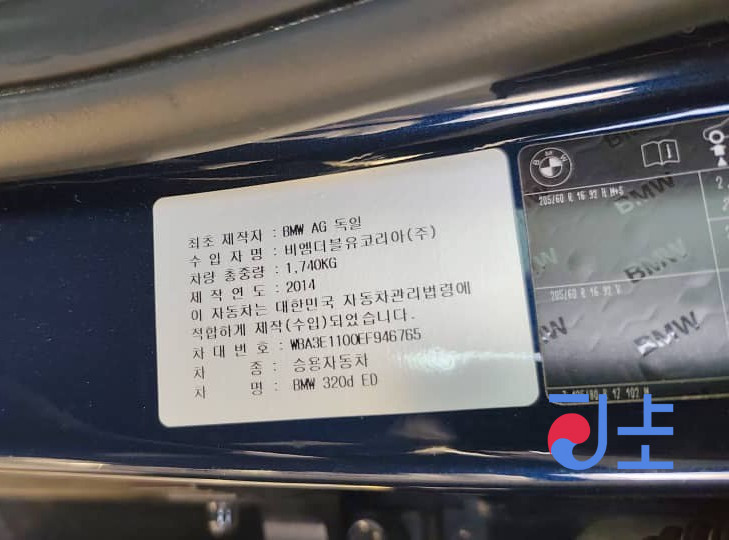 최초 제작자 : BMW AG 독일
수 입 자 명 : 비엠더블유코리아(주)
차량 총중량 : 1,740KG
제 작 연 도 : 2014
이 자동차는 대한민국 자동차관리법령에
적합하게 제작(수입)되었습니다.
차 대 번 호 : WBA3E1100EF946765
차 종 : 승용자동차
차 명 : BMW 320d ED
BMW
205/60 R 16 92 H M+S
BMW
BMW
205/60 R 16 92 V
BMW